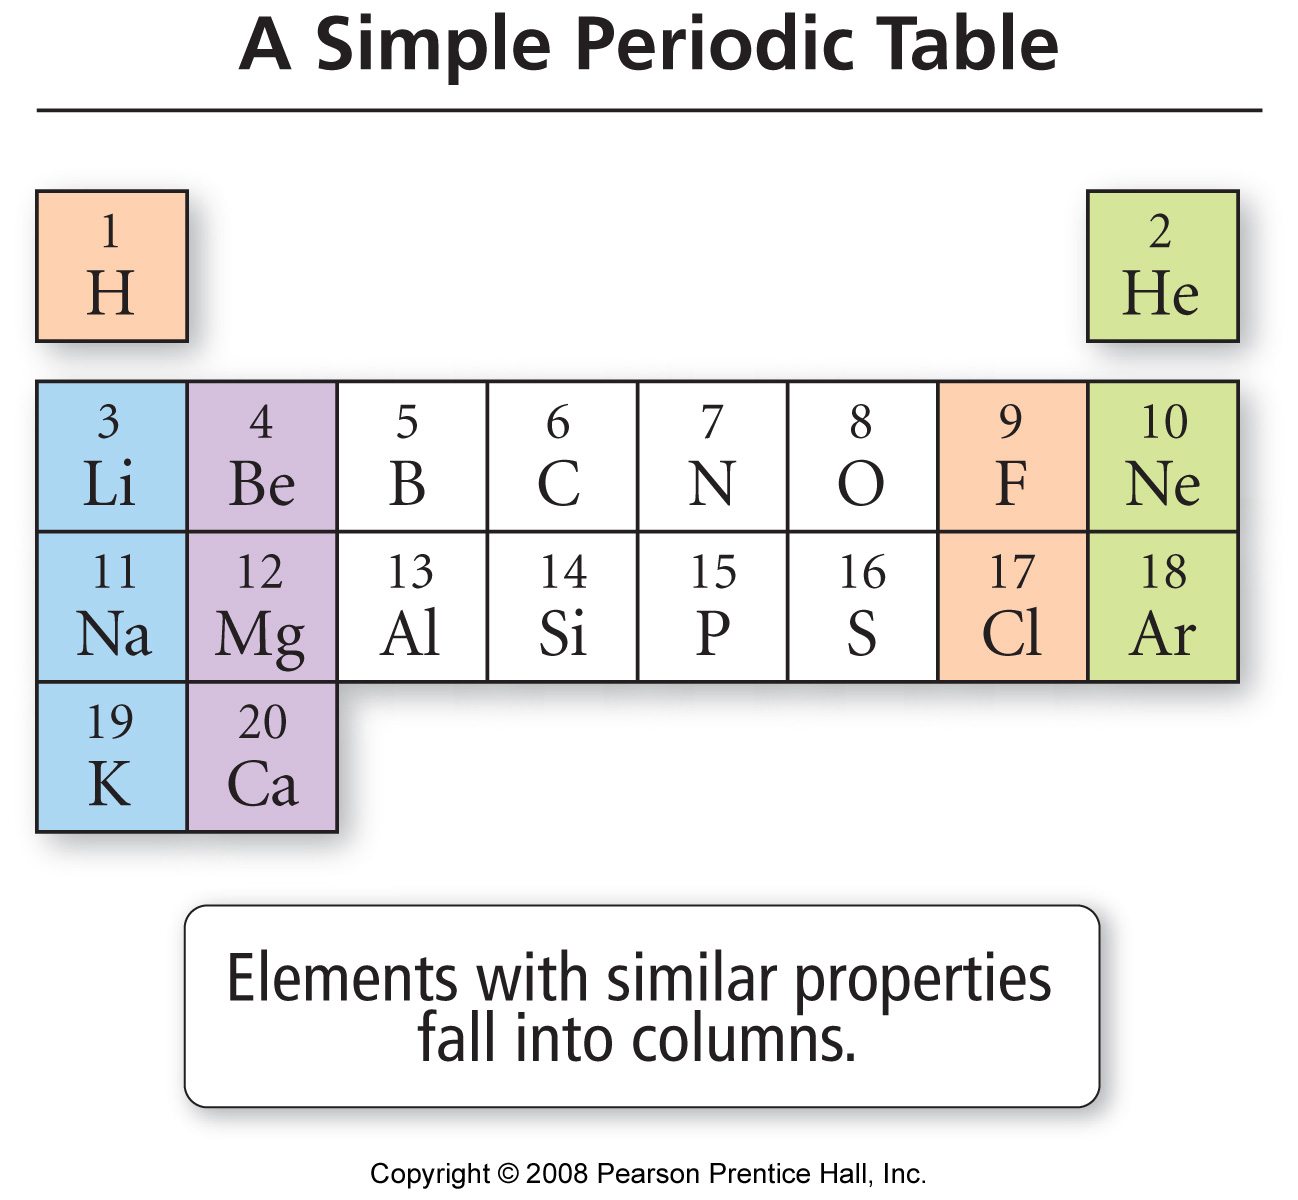 A Simple Periodic Table
1 2
H He
3 4 5 6 7 8 9 10
Li Be B C N O F Ne
11 12 13 14 15 16 17 18
Na Mg Al Si P S Cl Ar
19 20
K Ca
Elements with similar properties
fall into columns.
Copyright © 2008 Pearson Prentice Hall, Inc.